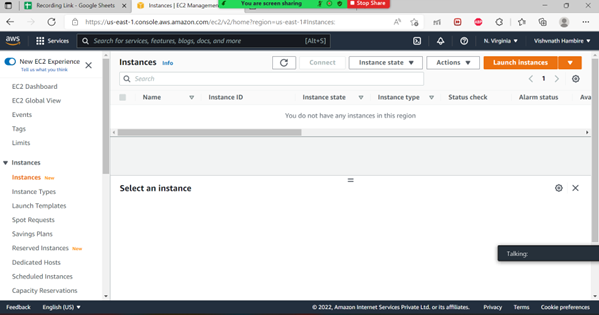 Recording Link - Google Sheets
Instances | EC2 Management
You are screen sharing
Stop Share
https://us-east-1.console.aws.amazon.com/ec2/v2/home?region=us-east-1#Instances:
aws
Services
Search for services, features, blogs, docs, and more
[Alt+S]
N. Virginia
Vishvnath Hambire
New EC2 Experience
Tell us what you think
EC2 Dashboard
EC2 Global View
Events
Tags
Limits
Instances
Instances New
Instance Types
Launch Templates
Spot Requests
Savings Plans
Reserved Instances New
Dedicated Hosts
Scheduled Instances
Capacity Reservations
Instances Info
Connect
Instance state
Actions
Launch instances
Search
1
Name
Instance ID
Instance state
Instance type
Status check
Alarm status
Ava
You do not have any instances in this region
Select an instance
Talking:
Feedback
English (US)
© 2022, Amazon Internet Services Private Ltd. or its affiliates.
Privacy
Terms
Cookie preferences